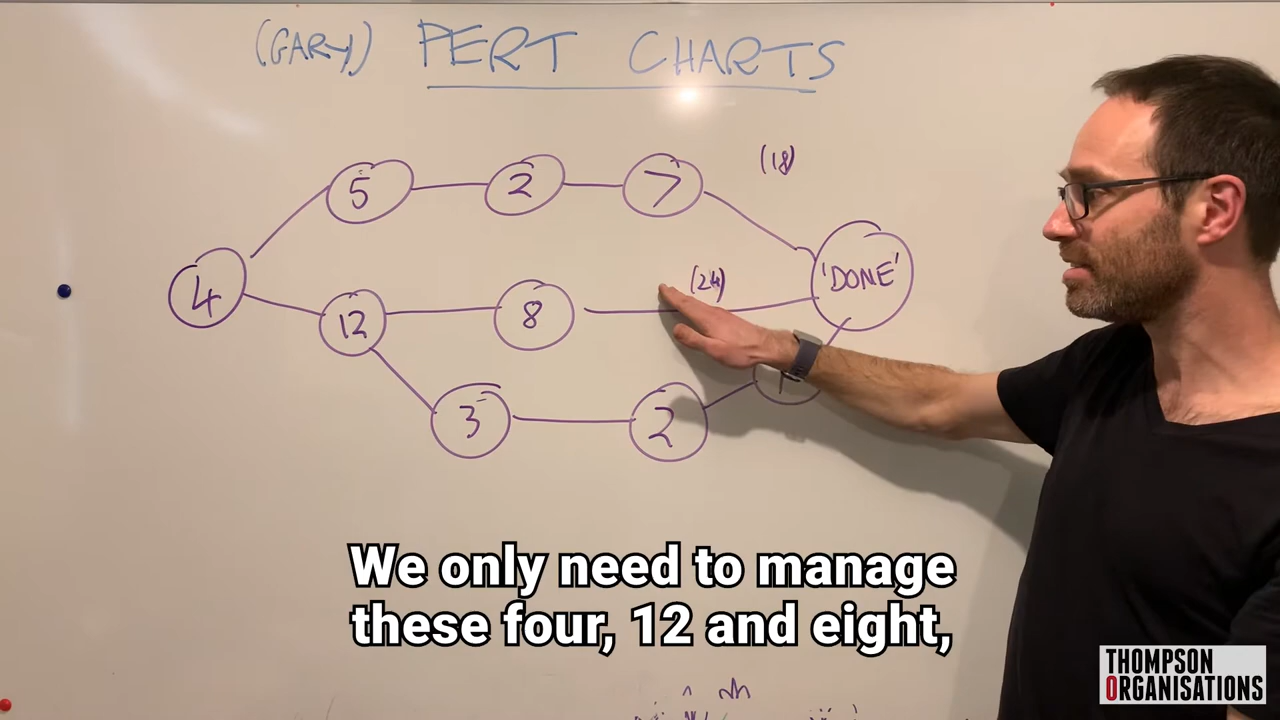 (GARY) PERT CHARTS
(18)
5 2 7
4
'DONE'
(24)
12 8
3 2
We only need to manage
these four, 12 and eight,
THOMPSON
ORGANISATIONS